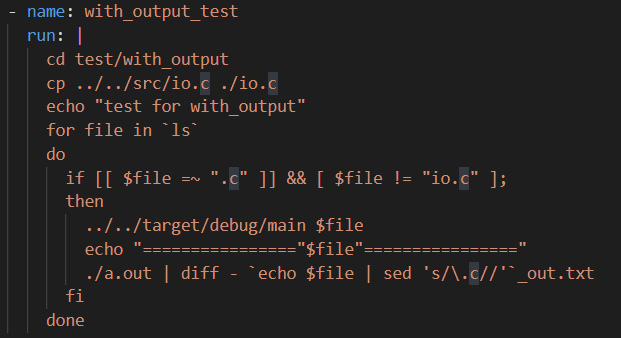 - name: with_output_test
  run: |
    cd test/with_output
    cp ../../src/io.c ./io.c
    echo "test for with_output"
    for file in `ls`
    do
      if [[ $file =~ ".c" ]] && [ $file != "io.c" ];
      then
        ../../target/debug/main $file
        echo "================"$file"================"
        ./a.out | diff - `echo $file | sed 's/\.c//'`_out.txt
      fi
    done